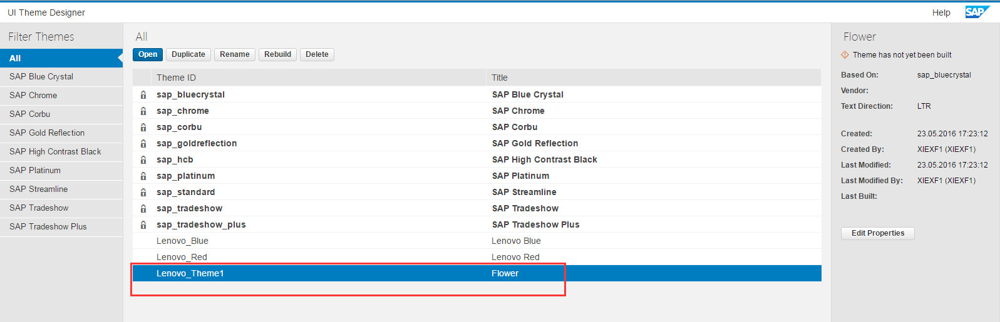 UI Theme Designer
Help
SAP
Filter Themes
All
SAP Blue Crystal
SAP Chrome
SAP Corbu
SAP Gold Reflection
SAP High Contrast Black
SAP Platinum
SAP Streamline
SAP Tradeshow
SAP Tradeshow Plus
All
Open Duplicate Rename Rebuild Delete
Theme ID Title
sap_bluecrystal SAP Blue Crystal
sap_chrome SAP Chrome
sap_corbu SAP Corbu
sap_goldreflection SAP Gold Reflection
sap_hcb SAP High Contrast Black
sap_platinum SAP Platinum
sap_standard SAP Streamline
sap_tradeshow SAP Tradeshow
sap_tradeshow_plus SAP Tradeshow Plus
Lenovo_Blue Lenovo Blue
Lenovo_Red Lenovo Red
Lenovo_Theme1 Flower
Flower
Theme has not yet been built
Based On: sap_bluecrystal
Vendor:
Text Direction: LTR
Created: 23.05.2016 17:23:12
Created By: XIEXF1 (XIEXF1)
Last Modified: 23.05.2016 17:23:12
Last Modified By: XIEXF1 (XIEXF1)
Last Built:
Edit Properties